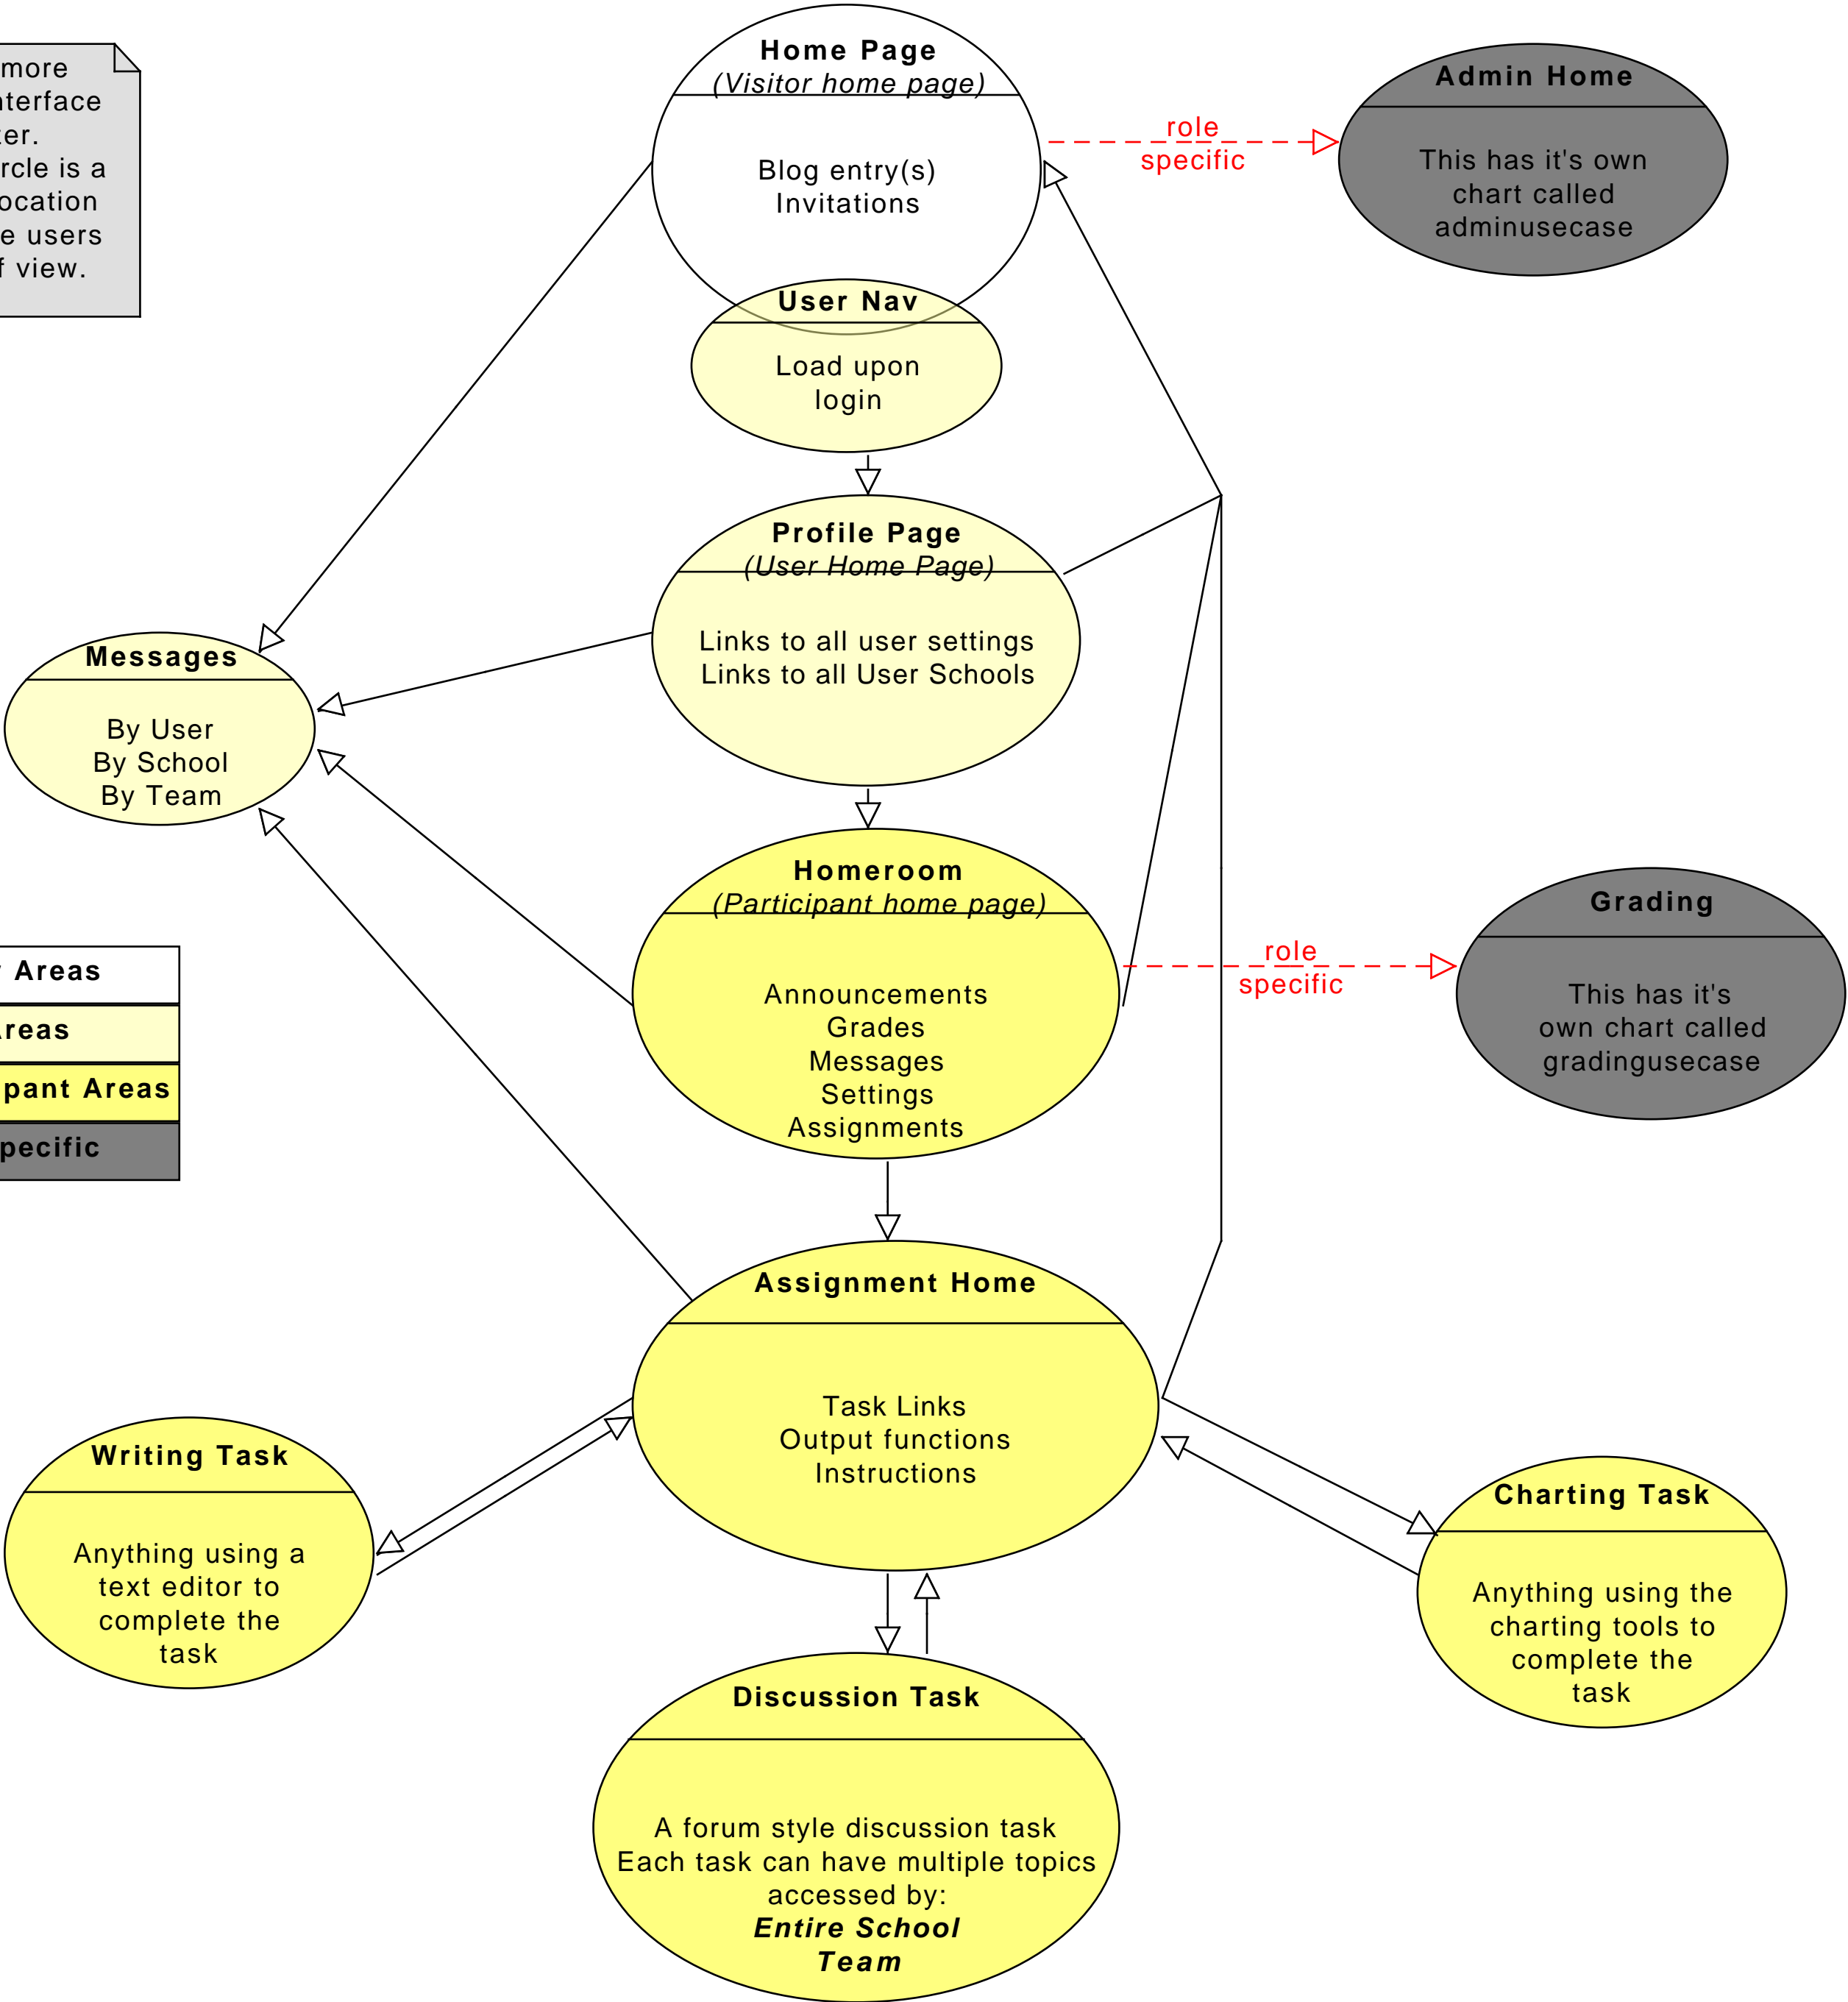 more
nterface
ter.
rcle is a
ocation
e users
f view.
Home Page
(Visitor home page)
Blog entry(s)
Invitations
role
specific
Admin Home
This has it's own
chart called
adminusecase
User Nav
Load upon
login
Profile Page
(User Home Page)
Links to all user settings
Links to all User Schools
Messages
By User
By School
By Team
Homeroom
(Participant home page)
Announcements
Grades
Messages
Settings
Assignments
role
specific
Grading
This has it's
own chart called
gradingusecase
Areas
reas
pant Areas
pecific
Assignment Home
Task Links
Output functions
Instructions
Writing Task
Anything using a
text editor to
complete the
task
Charting Task
Anything using the
charting tools to
complete the
task
Discussion Task
A forum style discussion task
Each task can have multiple topics
accessed by:
Entire School
Team